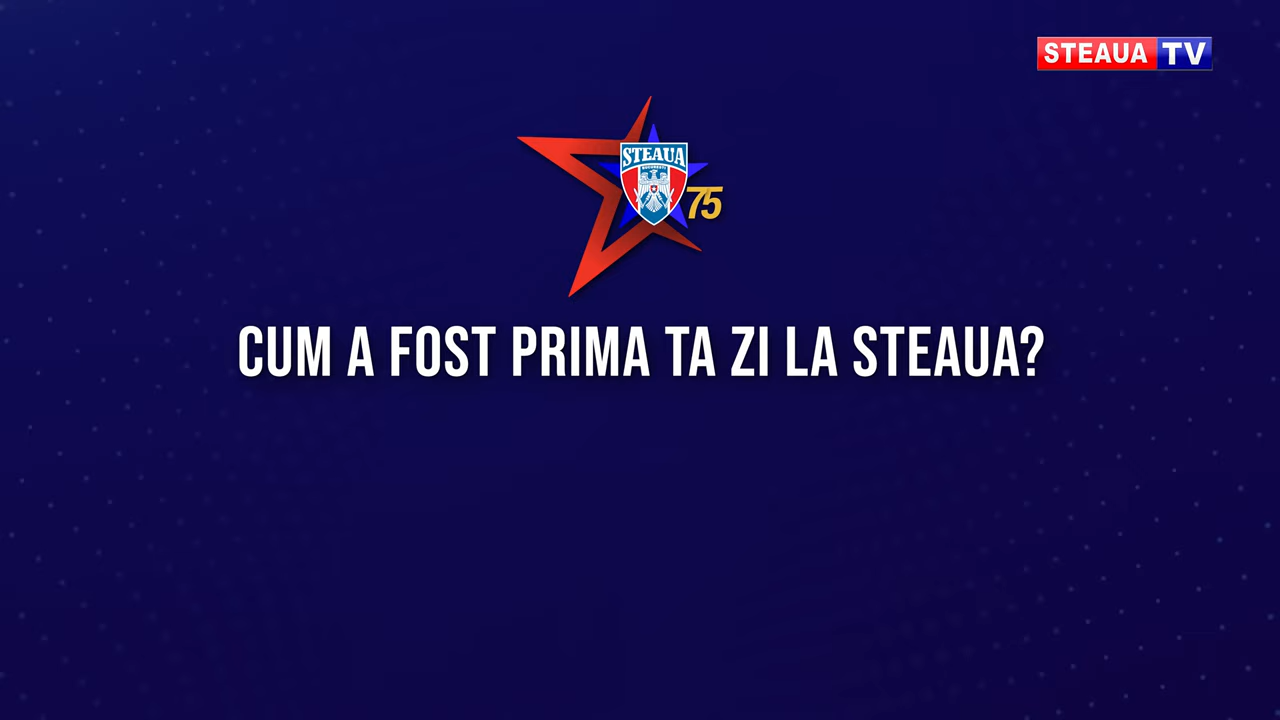 STEAUA TV
STEAUA
75
CUM A FOST PRIMA TA ZI LA STEAUA?